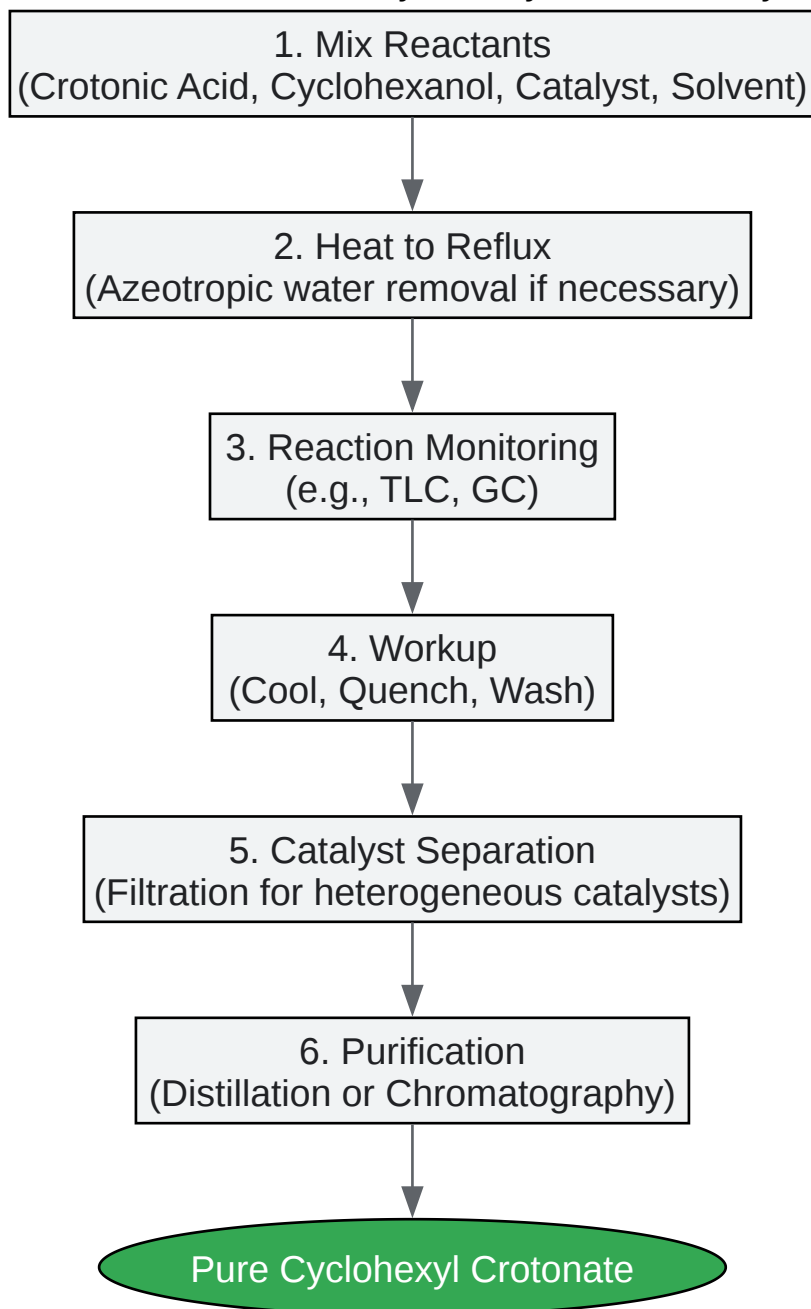 1. Mix Reactants
(Crotonic Acid, Cyclohexanol, Catalyst, Solvent)
2. Heat to Reflux
(Azeotropic water removal if necessary)
3. Reaction Monitoring
(e.g., TLC, GC)
4. Workup
(Cool, Quench, Wash)
5. Catalyst Separation
(Filtration for heterogeneous catalysts)
6. Purification
(Distillation or Chromatography)
Pure Cyclohexyl Crotonate